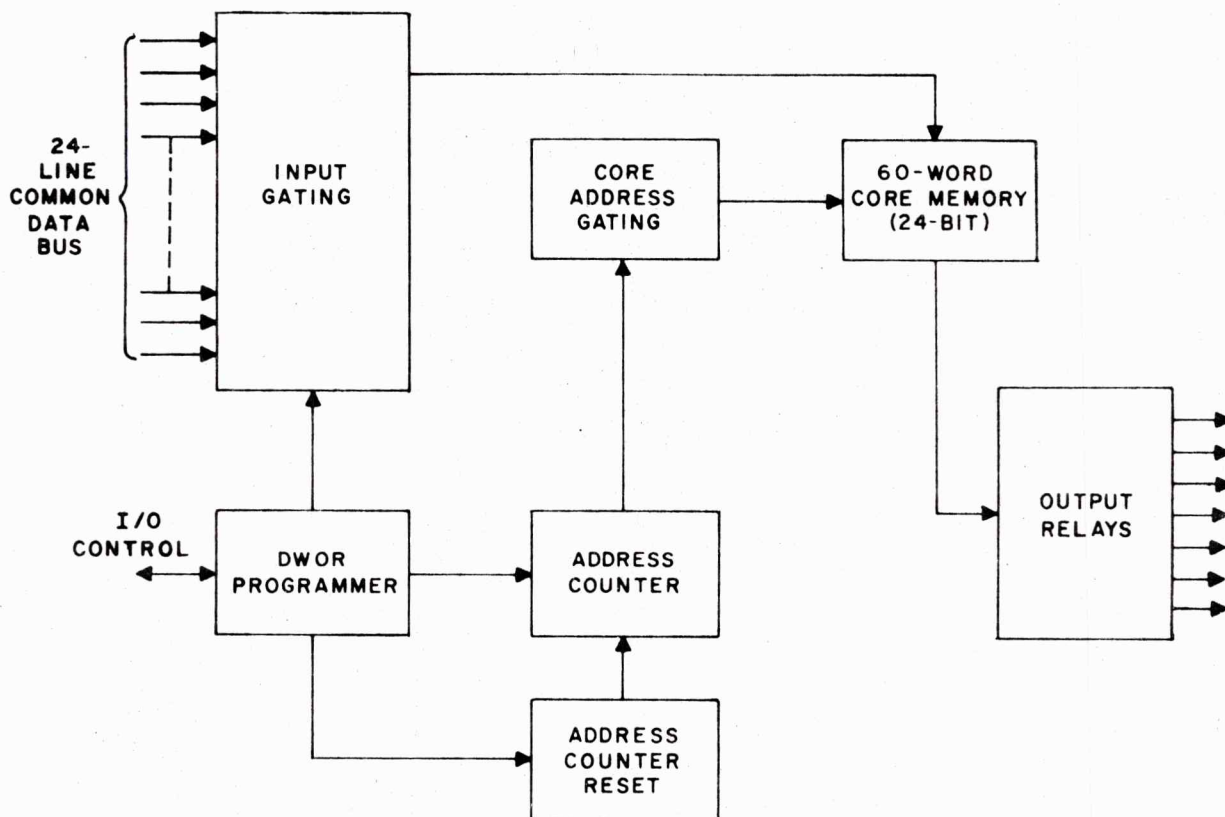 24-
LINE
COMMON
DATA
BUS
INPUT
GATING
CORE
ADDRESS
GATING
60-WORD
CORE MEMORY
(24-BIT)
I/O
CONTROL
DWOR
PROGRAMMER
ADDRESS
COUNTER
OUTPUT
RELAYS
ADDRESS
COUNTER
RESET